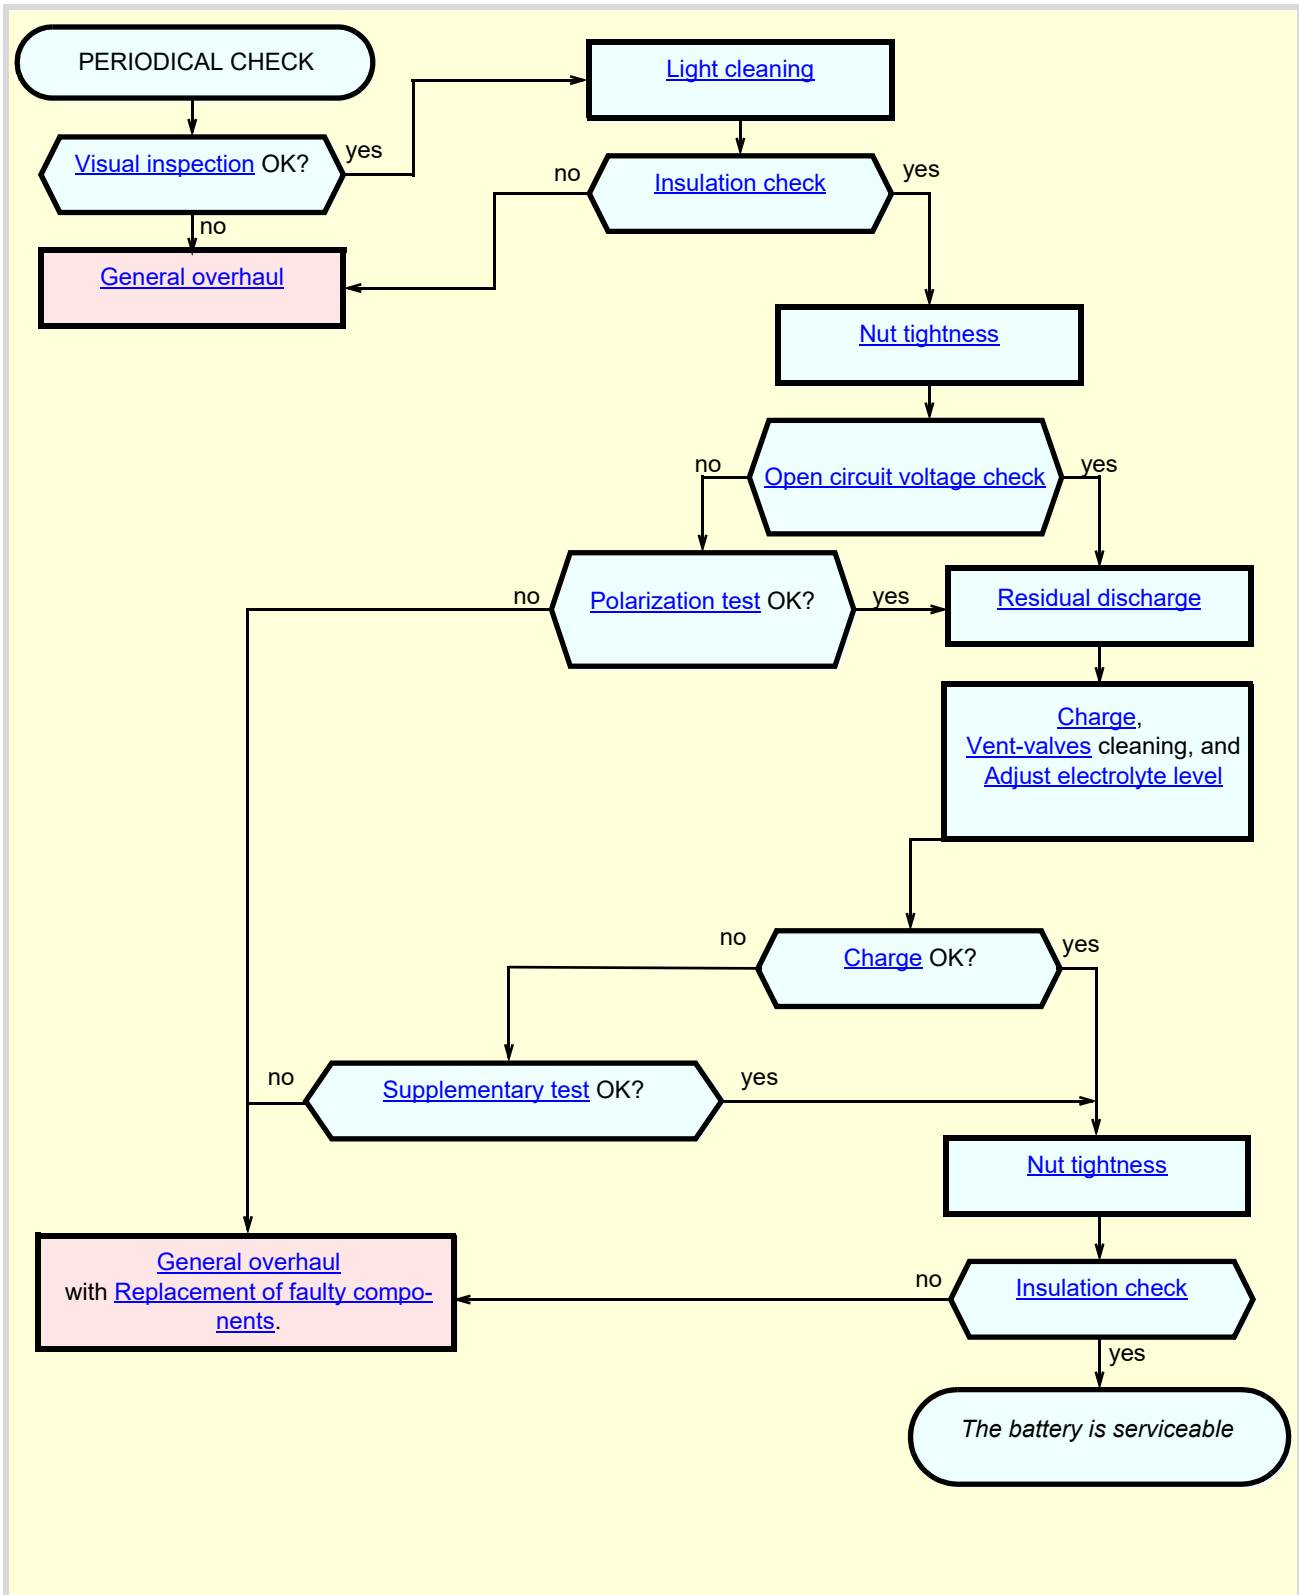 PERIODICAL CHECK
Light cleaning
Visual inspection OK?
yes
no
Insulation check
no
yes
General overhaul
Nut tightness
Open circuit voltage check
no
yes
Polarization test OK?
no
yes
Residual discharge
Charge,
Vent-valves cleaning, and
Adjust electrolyte level
Charge OK?
no
yes
Supplementary test OK?
no
yes
Nut tightness
General overhaul
with Replacement of faulty compo-
nents.
Insulation check
no
yes
The battery is serviceable